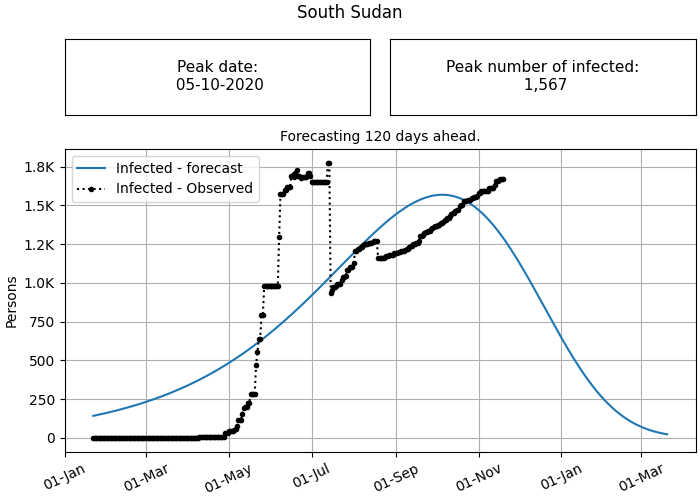 South Sudan
Peak date:
05-10-2020
Peak number of infected:
1,567
Forecasting 120 days ahead.
Infected - forecast
Infected - Observed
1.8K
1.5K
1.2K
1.0K
750
500
250
0
Persons
01-Jan
01-Mar
01-May
01-Jul
01-Sep
01-Nov
01-Jan
01-Mar